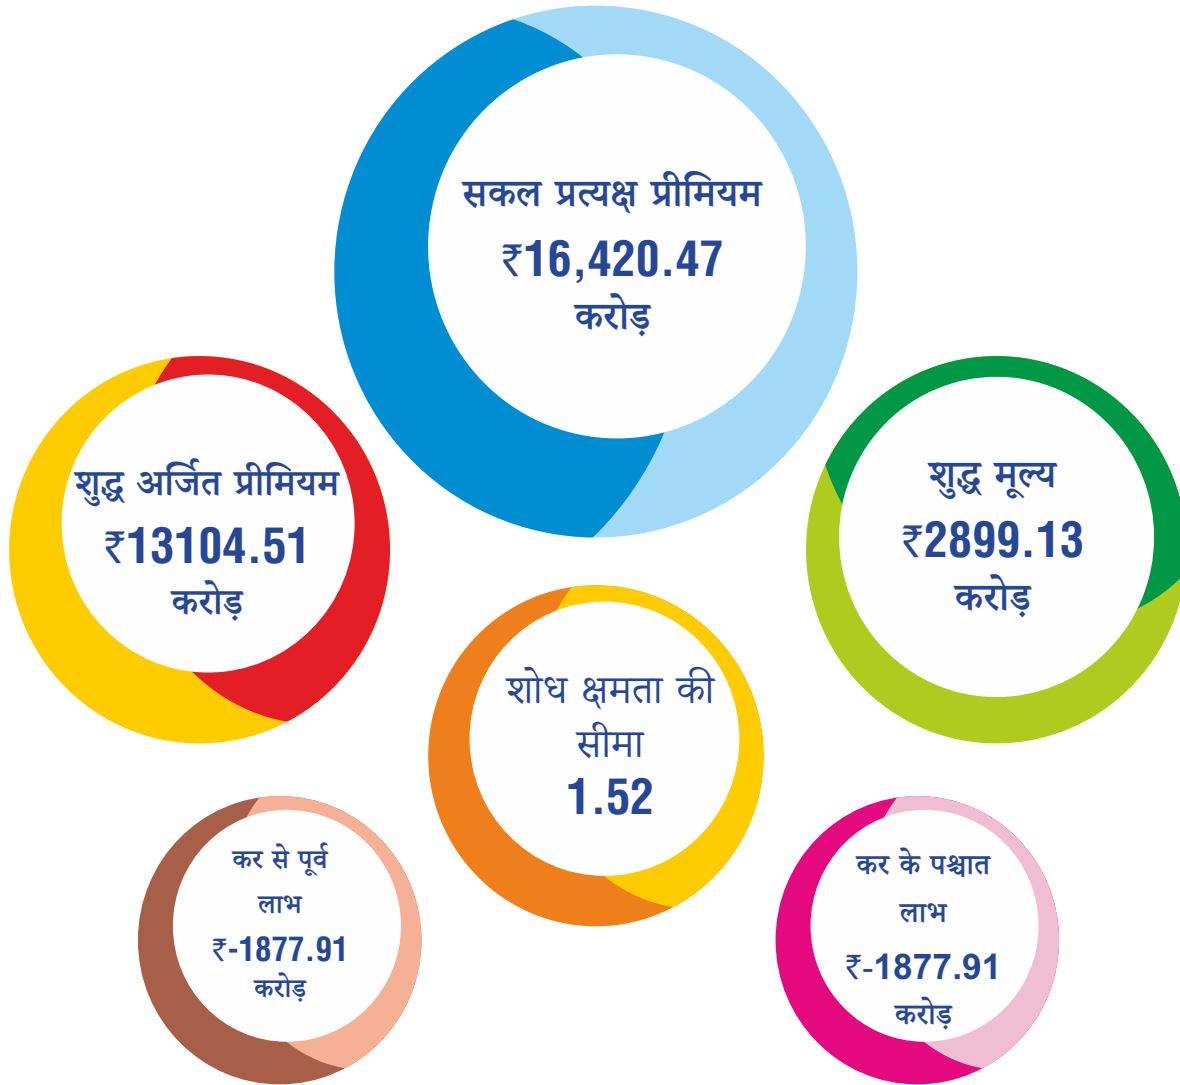 सकल प्रत्यक्ष प्रीमियम
₹16,420.47
करोड़
शुद्ध अर्जित प्रीमियम
₹13104.51
करोड़
शुद्ध मूल्य
₹2899.13
करोड़
शोध क्षमता की
सीमा
1.52
कर से पूर्व
लाभ
₹-1877.91
करोड़
कर के पश्चात
लाभ
₹-1877.91
करोड़